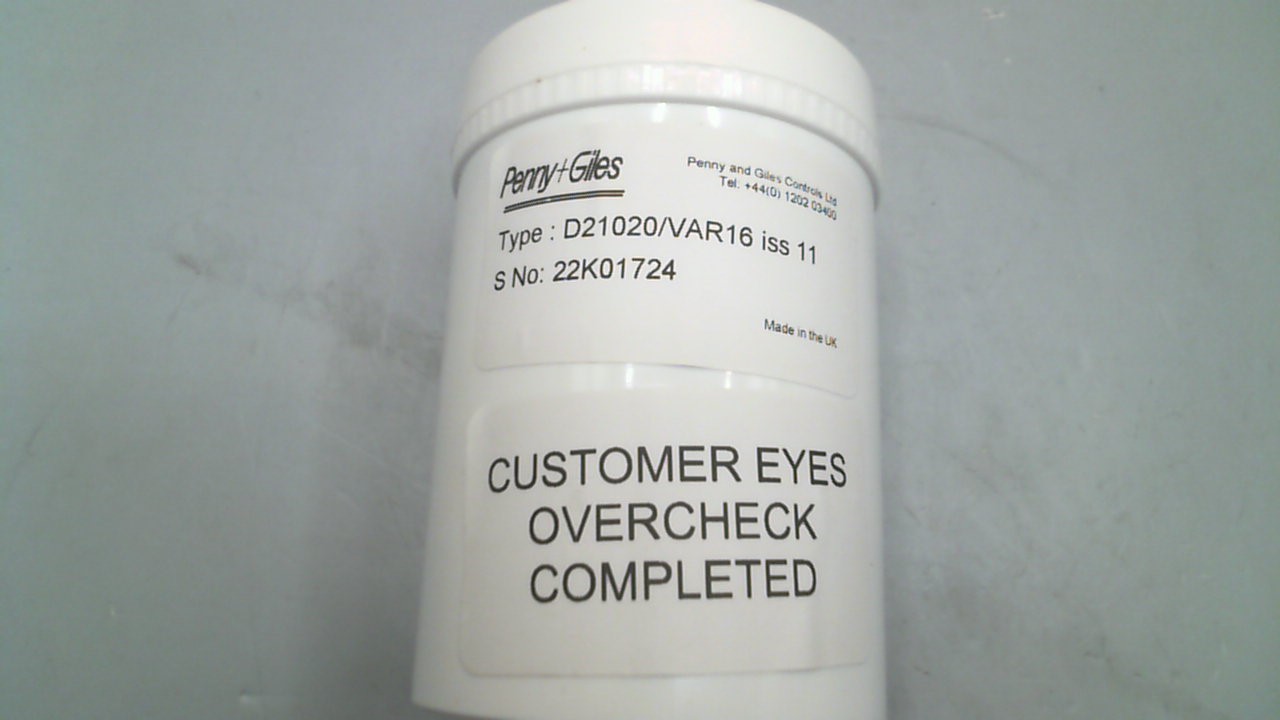 Penny+Giles
Penny and Giles Controls Ltd
Tel: +44(0) 1202 03400
Type : D21020/VAR16 iss 11
S No: 22K01724
Made in the UK
CUSTOMER EYES
OVERCHECK
COMPLETED